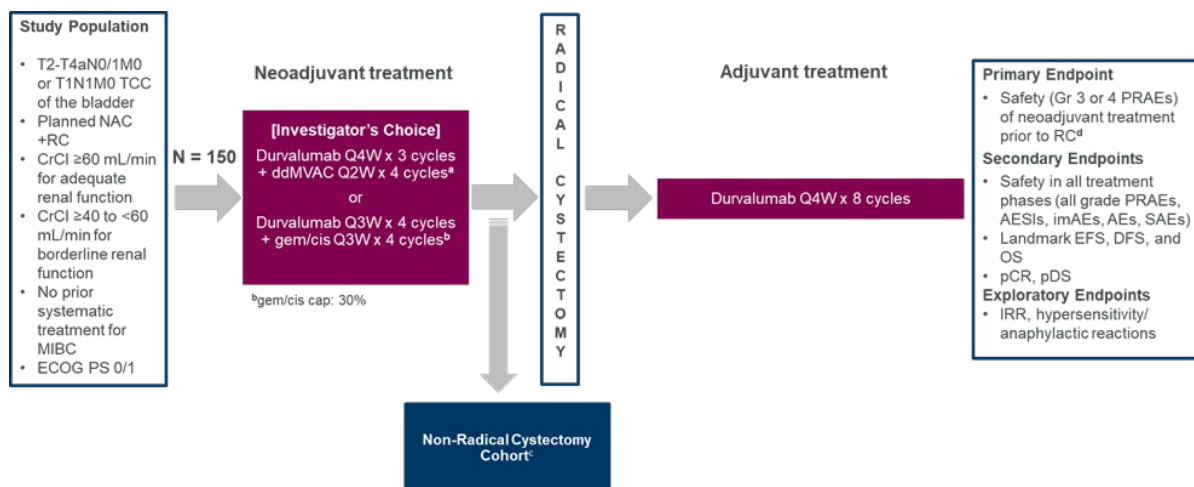 Study Population
• T2-T4aN0/1M0
or T1N1M0 TCC
of the bladder
• Planned NAC
+RC
• CrCl ≥60 mL/min
for adequate
renal function
• CrCl ≥40 to <60
mL/min for
borderline renal
function
• No prior
systematic
treatment for
MIBC
• ECOG PS 0/1
N = 150
Neoadjuvant treatment
[Investigator's Choice]
Durvalumab Q4W x 3 cycles
+ ddMVAC Q2W x 4 cyclesᵃ
or
Durvalumab Q3W x 4 cycles
+ gem/cis Q3W x 4 cyclesᵇ
ᵇgem/cis cap: 30%
R
A
D
I
C
A
L
C
Y
S
T
E
C
T
O
M
Y
Non-Radical Cystectomy
Cohortᶜ
Adjuvant treatment
Durvalumab Q4W x 8 cycles
Primary Endpoint
• Safety (Gr 3 or 4 PRAEs)
of neoadjuvant treatment
prior to RCᵈ
Secondary Endpoints
• Safety in all treatment
phases (all grade PRAEs,
AESIs, imAEs, AEs, SAEs)
• Landmark EFS, DFS, and
OS
• pCR, pDS
Exploratory Endpoints
• IRR, hypersensitivity/
anaphylactic reactions